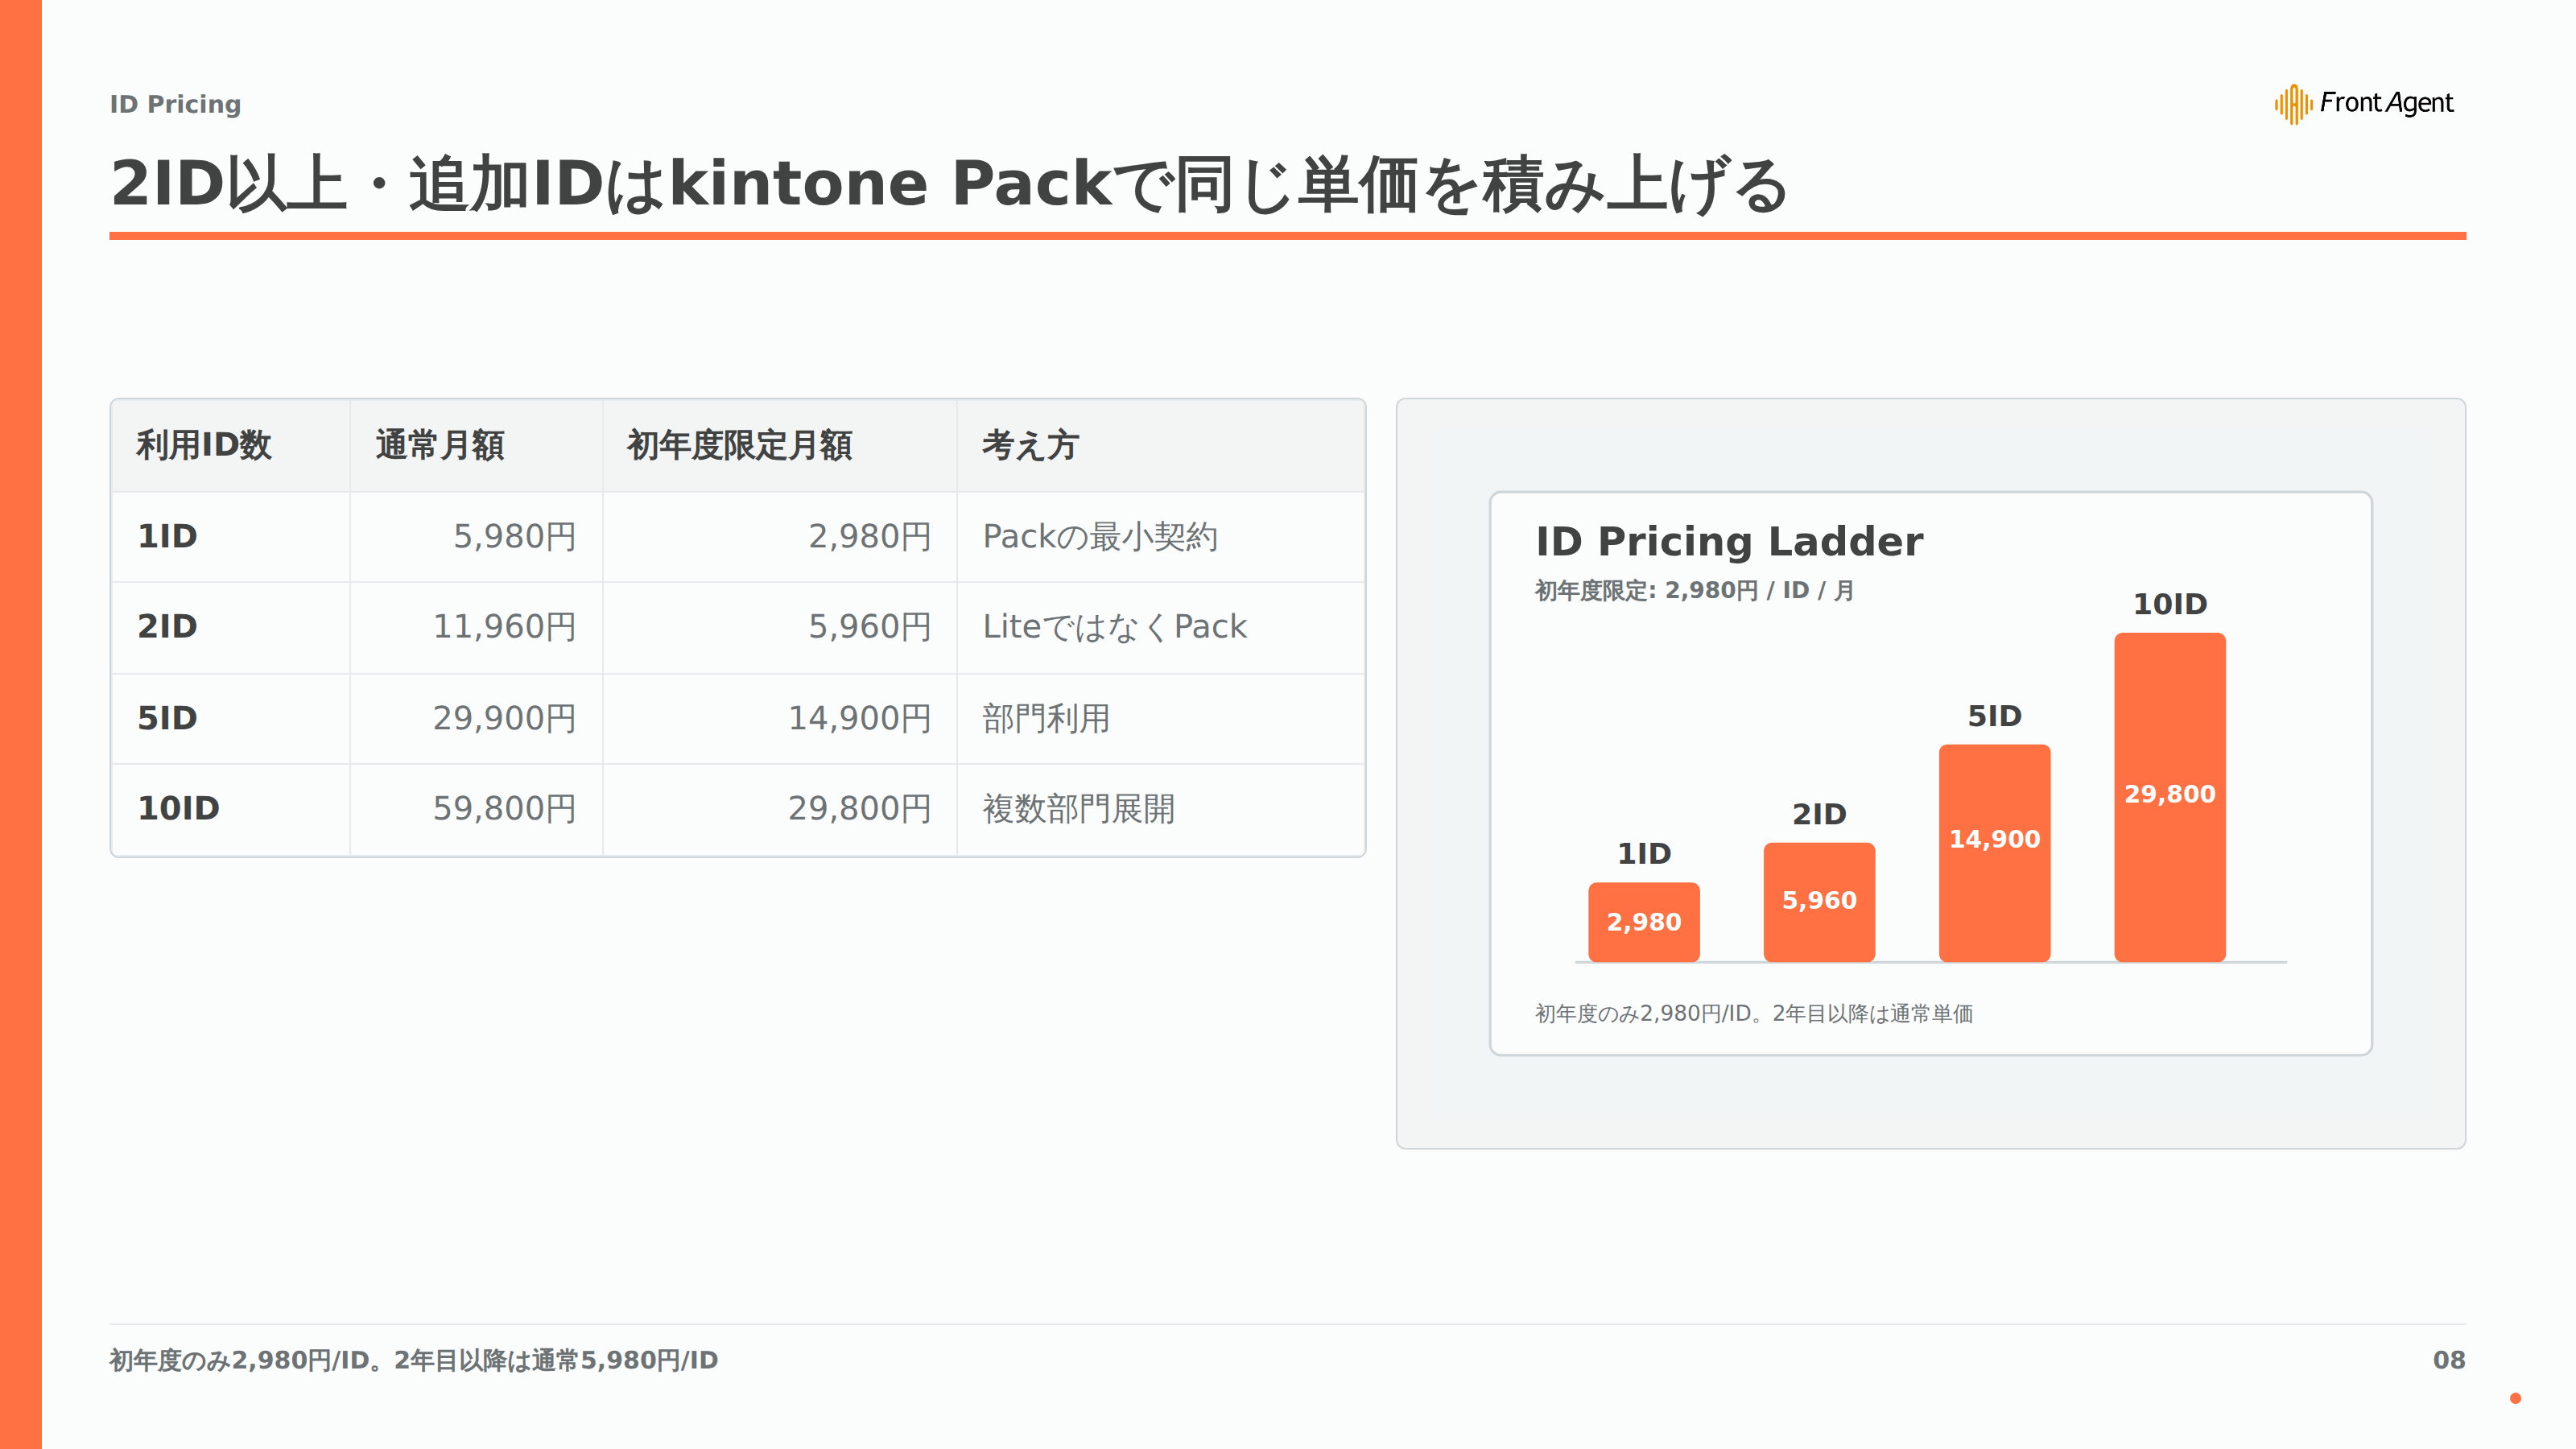 ID Pricing
Front Agent
2ID以上・追加IDはkintone Packで同じ単価を積み上げる
利用ID数 通常月額 初年度限定月額 考え方
1ID 5,980円 2,980円 Packの最小契約
2ID 11,960円 5,960円 LiteではなくPack
5ID 29,900円 14,900円 部門利用
10ID 59,800円 29,800円 複数部門展開
ID Pricing Ladder
初年度限定: 2,980円 / ID / 月
1ID
2,980
2ID
5,960
5ID
14,900
10ID
29,800
初年度のみ2,980円/ID。2年目以降は通常単価
初年度のみ2,980円/ID。2年目以降は通常5,980円/ID
08